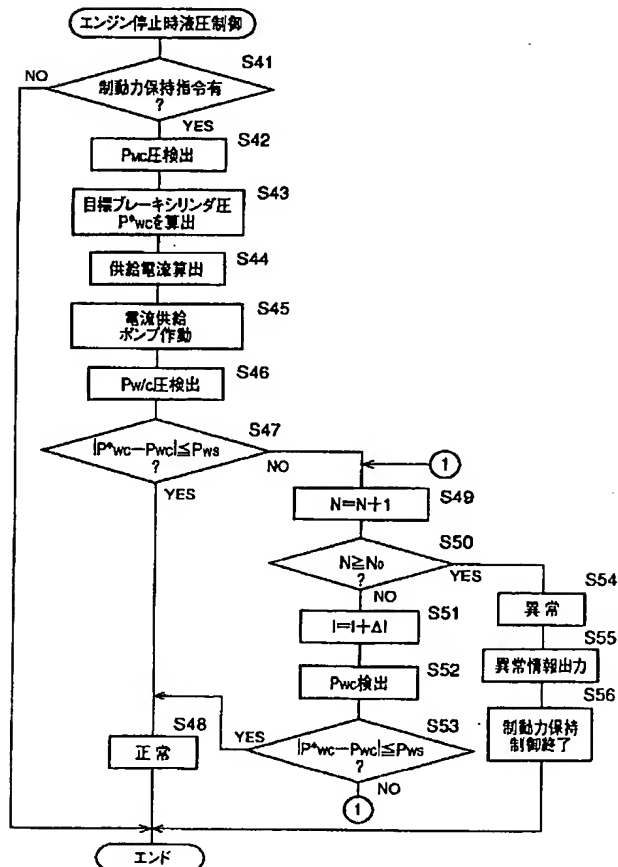 エンジン停止時液圧制御
S41
NO
制動力保持指令有
?
YES
S42
PMC圧検出
S43
目標ブレーキシリンダ圧
P*WCを算出
S44
供給電流算出
S45
電流供給
ポンプ作動
S46
PW/C圧検出
S47
|P*WC−PWC|≦PWS
?
NO
YES
1
S49
N=N+1
S50
N≧N0
?
YES
NO
S54
異常
S51
I=I+ΔI
S55
異常情報出力
S52
PWC検出
S56
制動力保持
制御終了
S53
|P*WC−PWC|≦PWS
?
YES
NO
1
S48
正常
エンド